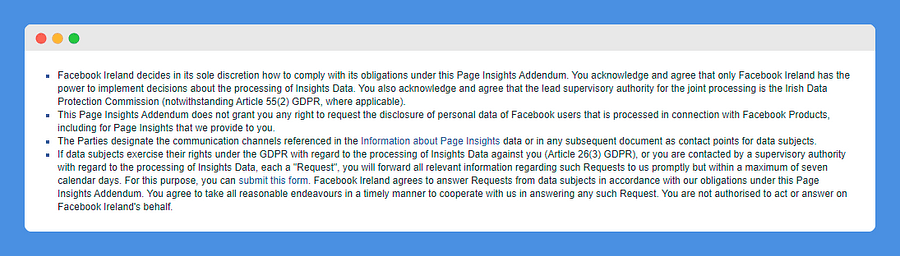 Facebook Ireland decides in its sole discretion how to comply with its obligations under this Page Insights Addendum. You acknowledge and agree that only Facebook Ireland has the
power to implement decisions about the processing of Insights Data. You also acknowledge and agree that the lead supervisory authority for the joint processing is the Irish Data
Protection Commission (notwithstanding Article 55(2) GDPR, where applicable).
This Page Insights Addendum does not grant you any right to request the disclosure of personal data of Facebook users that is processed in connection with Facebook Products,
including for Page Insights that we provide to you.
The Parties designate the communication channels referenced in the Information about Page Insights data or in any subsequent document as contact points for data subjects.
If data subjects exercise their rights under the GDPR with regard to the processing of Insights Data against you (Article 26(3) GDPR), or you are contacted by a supervisory authority
with regard to the processing of Insights Data, each a "Request", you will forward all relevant information regarding such Requests to us promptly but within a maximum of seven
calendar days. For this purpose, you can submit this form. Facebook Ireland agrees to answer Requests from data subjects in accordance with our obligations under this Page
Insights Addendum. You agree to take all reasonable endeavours in a timely manner to cooperate with us in answering any such Request. You are not authorised to act or answer on
Facebook Ireland's behalf.